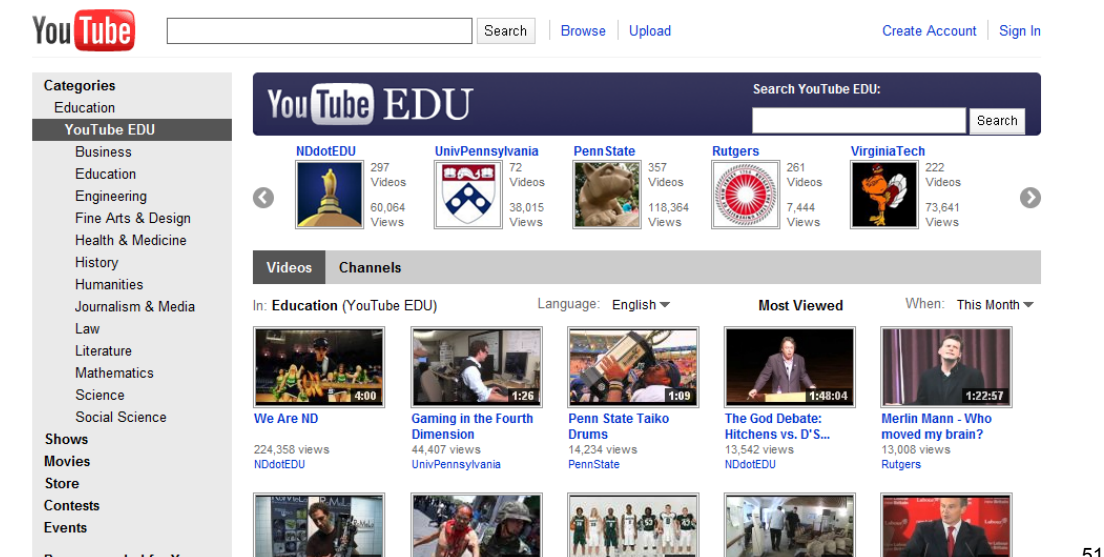 YouTube
Search
Browse
Upload
Create Account
Sign In
Categories
Education
YouTube EDU
Business
Education
Engineering
Fine Arts & Design
Health & Medicine
History
Humanities
Journalism & Media
Law
Literature
Mathematics
Science
Social Science
Shows
Movies
Store
Contests
Events
YouTube EDU
Search YouTube EDU:
Search
NDdotEDU
297
Videos
60,064
Views
UnivPennsylvania
72
Videos
38,015
Views
PennState
357
Videos
118,364
Views
Rutgers
261
Videos
7,444
Views
VirginiaTech
222
Videos
73,641
Views
Videos
Channels
In: Education (YouTube EDU)
Language: English
Most Viewed
When: This Month
4:00
We Are ND
224,358 views
NDdotEDU
1:26
Gaming in the Fourth
Dimension
44,407 views
UnivPennsylvania
1:09
Penn State Taiko
Drums
14,234 views
PennState
1:48:04
The God Debate:
Hitchens vs. D'S...
13,542 views
NDdotEDU
1:22:57
Merlin Mann - Who
moved my brain?
13,008 views
Rutgers
51